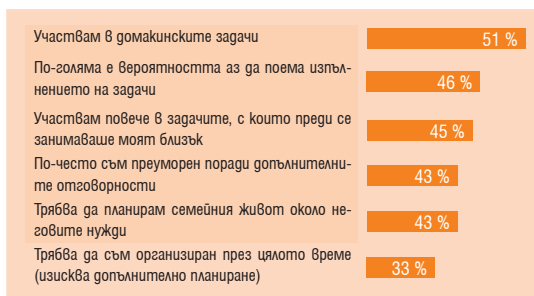 Участвам в домакинските задачи
51 %
По-голяма е вероятността аз да поема изпъл-
нението на задачи
46 %
Участвам повече в задачите, с които преди се
занимаваше моят близък
45 %
По-често съм преуморен поради допълнителни-
те отговорности
43 %
Трябва да планирам семейния живот около не-
говите нужди
43 %
Трябва да съм организиран през цялото време
(изисква допълнително планиране)
33 %